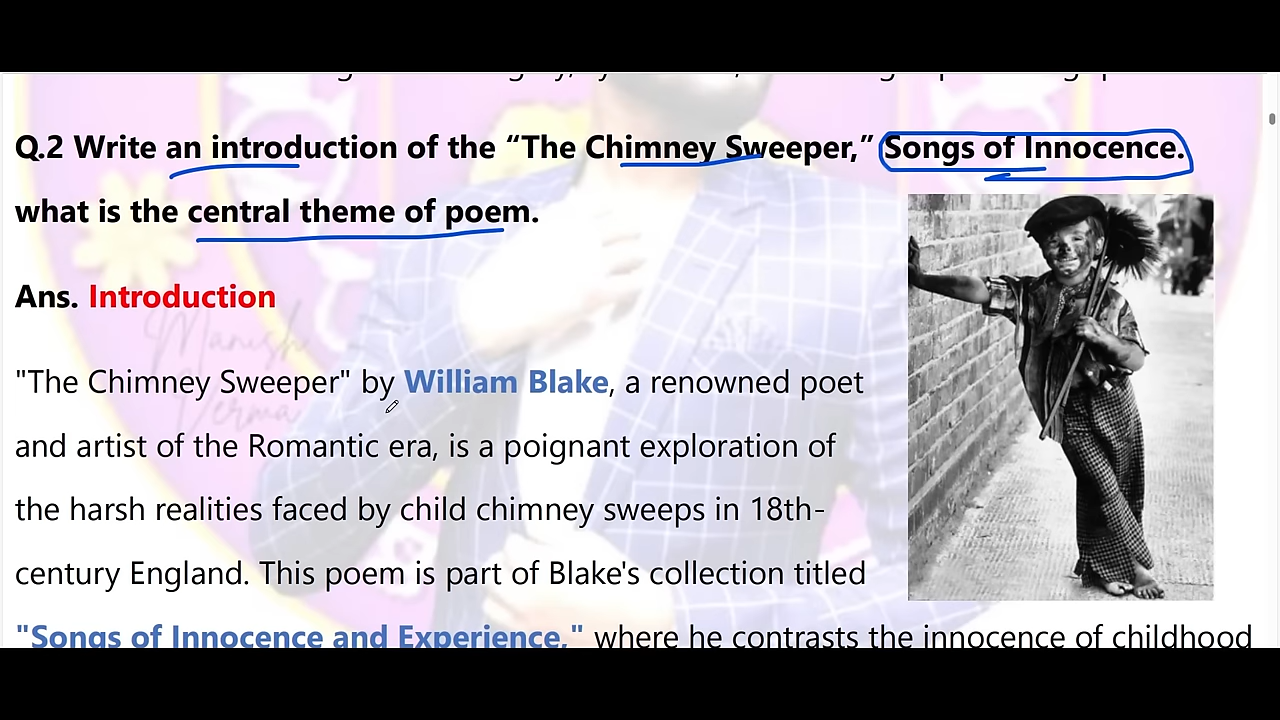 Q.2 Write an introduction of the “The Chimney Sweeper,” Songs of Innocence.
what is the central theme of poem.
Ans. Introduction
"The Chimney Sweeper" by William Blake, a renowned poet
and artist of the Romantic era, is a poignant exploration of
the harsh realities faced by child chimney sweeps in 18th-
century England. This poem is part of Blake's collection titled
"Songs of Innocence and Experience," where he contrasts the innocence of childhood
Manish
Verma